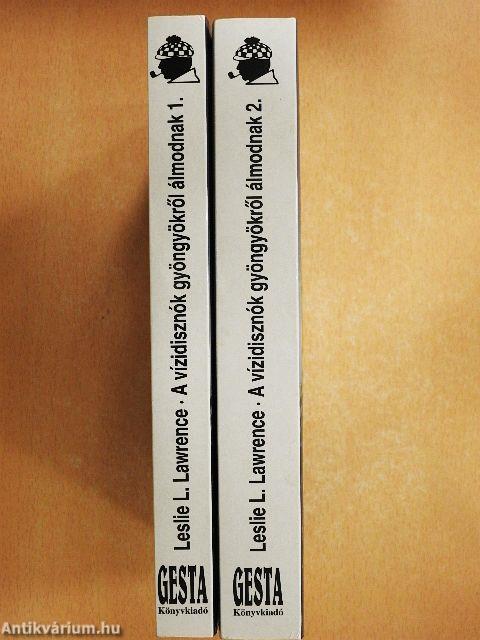 Leslie L. Lawrence · A vízidisznók gyöngyökről álmodnak 1.
GESTA
Könyvkiadó
Leslie L. Lawrence · A vízidisznók gyöngyökről álmodnak 2.
GESTA
Könyvkiadó
Antikvárium.hu